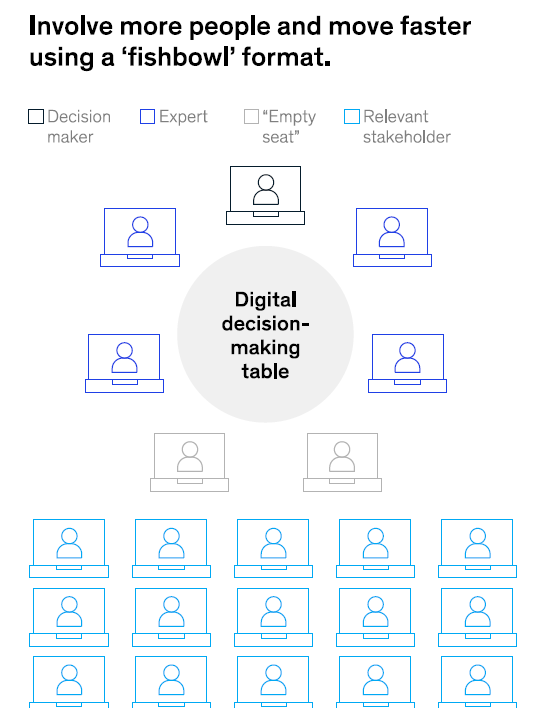 Involve more people and move faster
using a ‘fishbowl’ format.
Decision maker
Expert
“Empty seat”
Relevant stakeholder
Digital
decision-
making
table